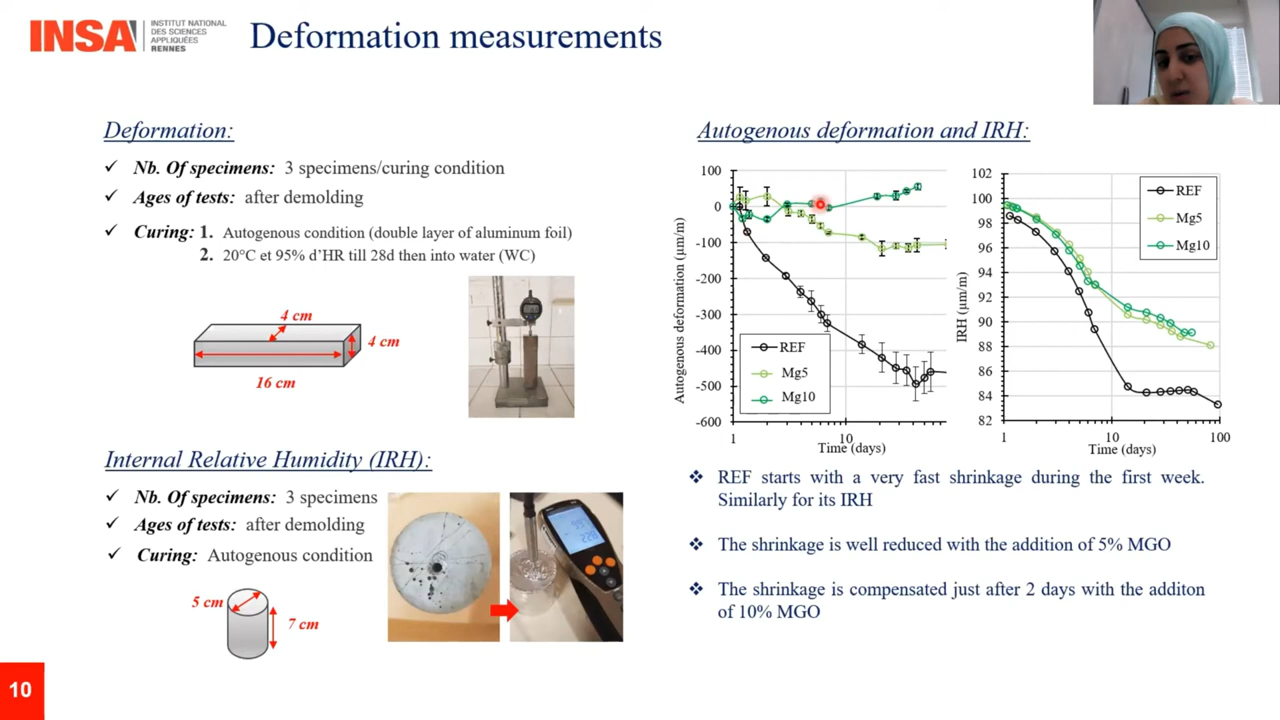 INSA
INSTITUT NATIONAL
DES SCIENCES
APPLIQUÉES
RENNES
Deformation measurements
Deformation:
✓ Nb. Of specimens: 3 specimens/curing condition
✓ Ages of tests: after demolding
✓ Curing: 1. Autogenous condition (double layer of aluminum foil)
2. 20°C et 95% d'HR till 28d then into water (WC)
4 cm
4 cm
16 cm
Internal Relative Humidity (IRH):
✓ Nb. Of specimens: 3 specimens
✓ Ages of tests: after demolding
✓ Curing: Autogenous condition
5 cm
7 cm
10
Autogenous deformation and IRH:
Autogenous deformation (µm/m)
100
0
-100
-200
-300
-400
-500
-600
REF
Mg5
Mg10
1
10
Time (days)
IRH (µm/m)
102
100
98
96
94
92
90
88
86
84
82
REF
Mg5
Mg10
1
10
100
Time (days)
❖ REF starts with a very fast shrinkage during the first week.
Similarly for its IRH
❖ The shrinkage is well reduced with the addition of 5% MGO
❖ The shrinkage is compensated just after 2 days with the additon
of 10% MGO